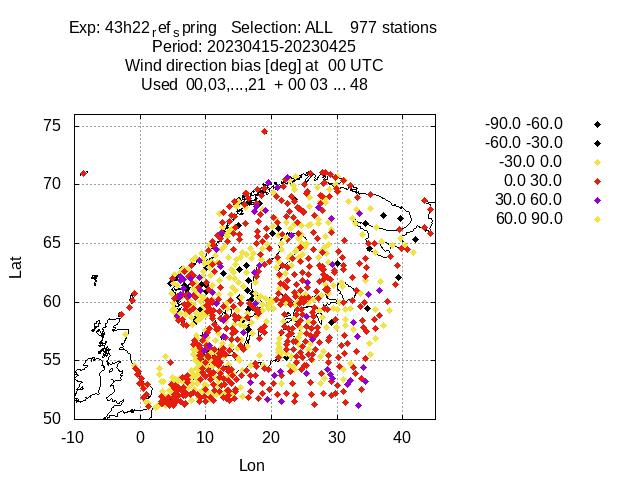 Exp: 43h22ref spring Selection: ALL 977 stations
Period: 20230415-20230425
Wind direction bias [deg] at 00 UTC
Used 00,03,...,21 + 00 03 ... 48
-90.0 -60.0
-60.0 -30.0
-30.0 0.0
0.0 30.0
30.0 60.0
60.0 90.0
75
70
65
60
55
50
Lat
-10 0 10 20 30 40
Lon